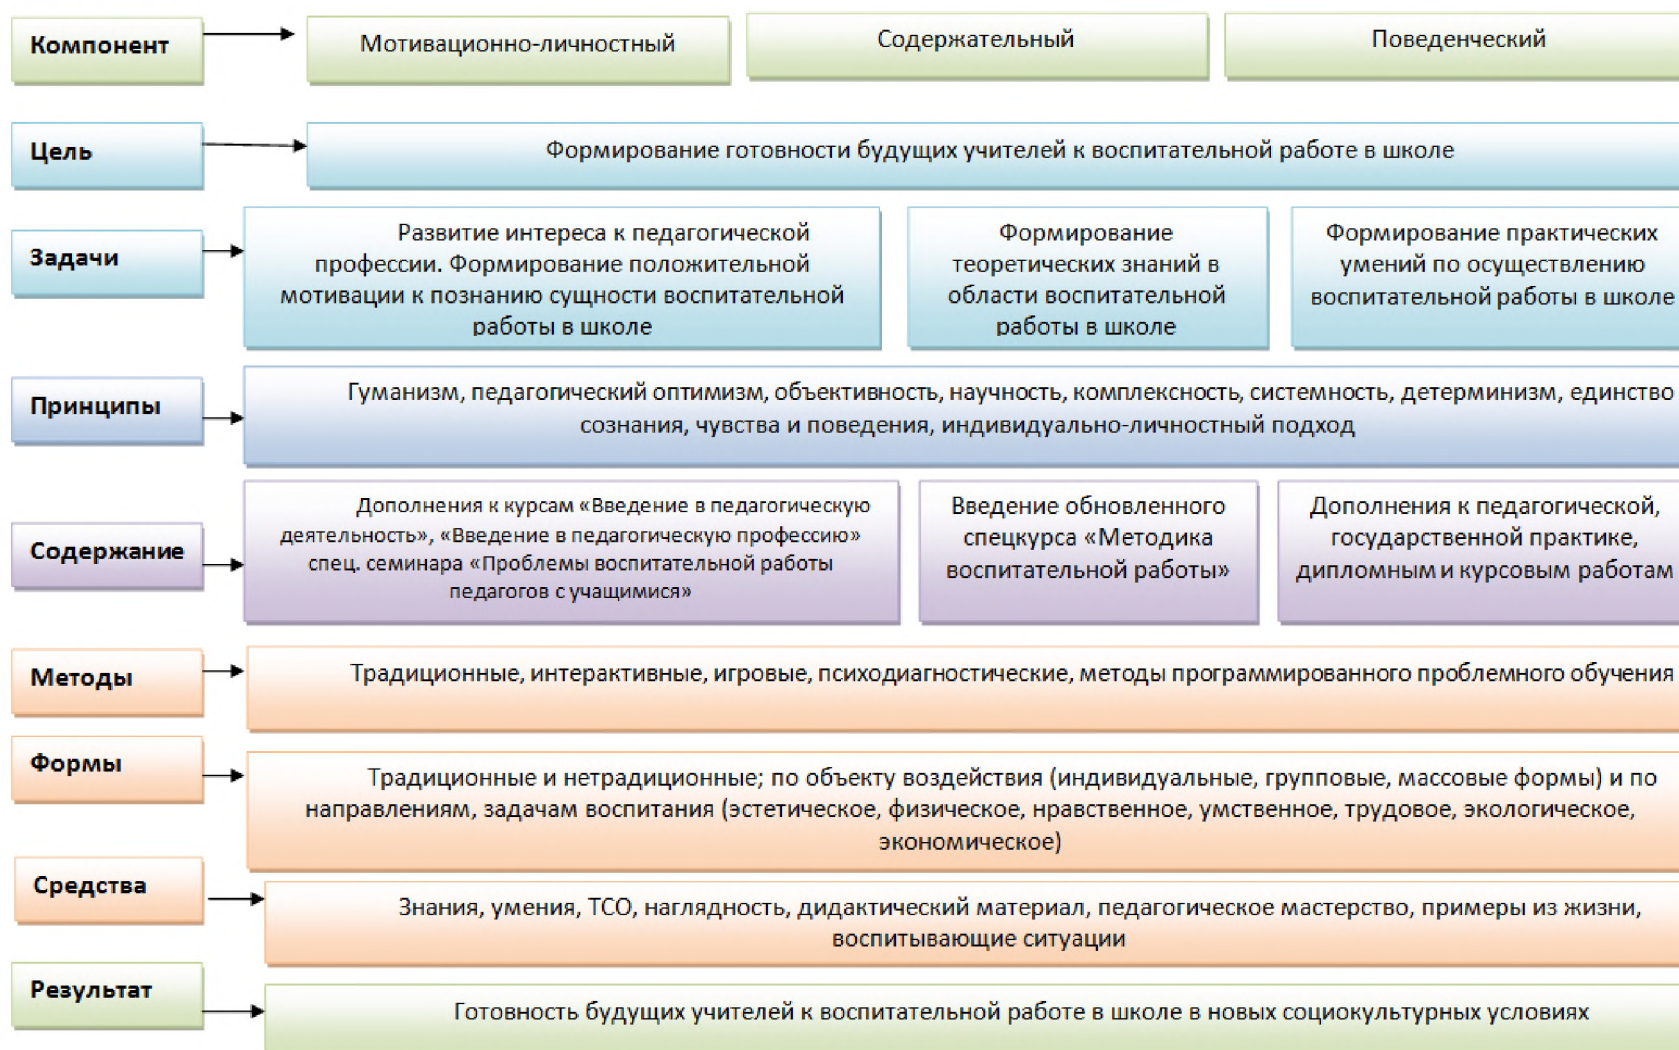 Компонент
Мотивационно-личностный
Содержательный
Поведенческий
Цель
Формирование готовности будущих учителей к воспитательной работе в школе
Задачи
Развитие интереса к педагогической
профессии. Формирование положительной
мотивации к познанию сущности воспитательной
работы в школе
Формирование
теоретических знаний в
области воспитательной
работы в школе
Формирование практических
умений по осуществлению
воспитательной работы в школе
Принципы
Гуманизм, педагогический оптимизм, объективность, научность, комплексность, системность, детерминизм, единство
сознания, чувства и поведения, индивидуально-личностный подход
Содержание
Дополнения к курсам «Введение в педагогическую
деятельность», «Введение в педагогическую профессию»
спец. семинара «Проблемы воспитательной работы
педагогов с учащимися»
Введение обновленного
спецкурса «Методика
воспитательной работы»
Дополнения к педагогической,
государственной практике,
дипломным и курсовым работам
Методы
Традиционные, интерактивные, игровые, психодиагностические, методы программированного проблемного обучения
Формы
Традиционные и нетрадиционные; по объекту воздействия (индивидуальные, групповые, массовые формы) и по
направлениям, задачам воспитания (эстетическое, физическое, нравственное, умственное, трудовое, экологическое,
экономическое)
Средства
Знания, умения, ТСО, наглядность, дидактический материал, педагогическое мастерство, примеры из жизни,
воспитывающие ситуации
Результат
Готовность будущих учителей к воспитательной работе в школе в новых социокультурных условиях